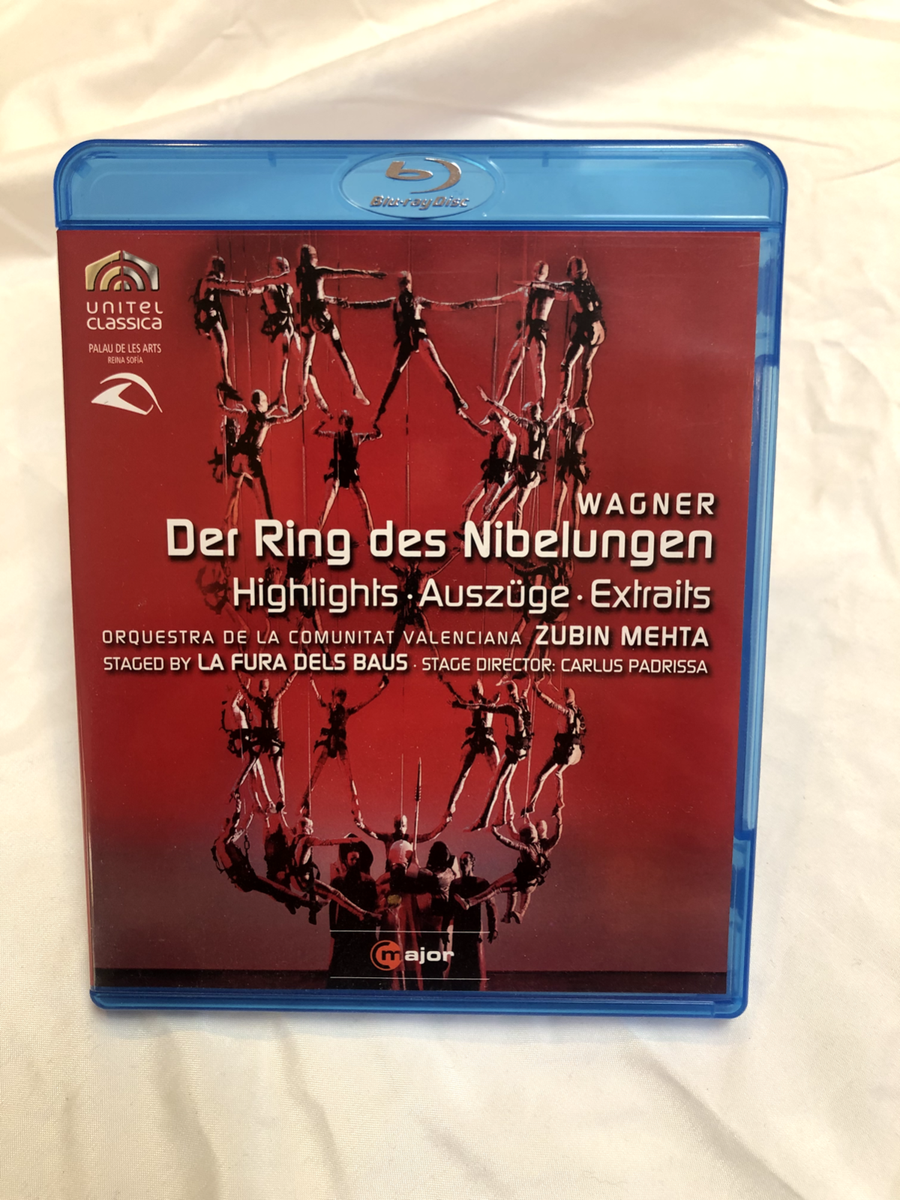 Blu-ray Disc
UNITEL
CLASSICA
PALAU DE LES ARTS
REINA SOFÍA
WAGNER
Der Ring des Nibelungen
Highlights · Auszüge · Extraits
ORQUESTRA DE LA COMUNITAT VALENCIANA ZUBIN MEHTA
STAGED BY LA FURA DELS BAUS · STAGE DIRECTOR: CARLUS PADRISSA
major